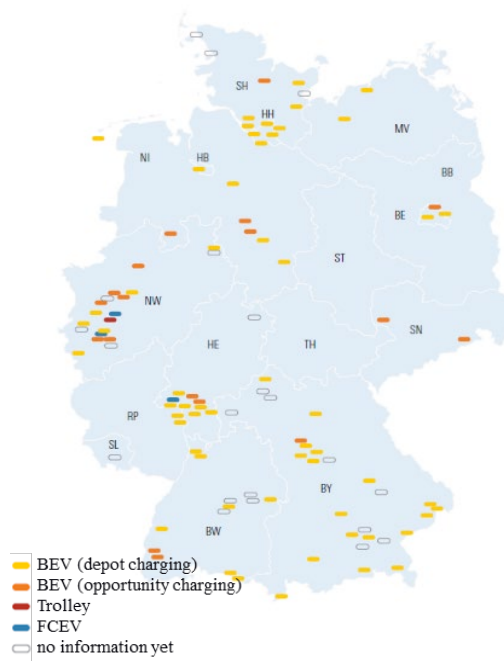 SH
HH
MV
NI
HB
BB
BE
ST
NW
SN
HE
TH
RP
SL
BY
BW
BEV (depot charging)
BEV (opportunity charging)
Trolley
FCEV
no information yet